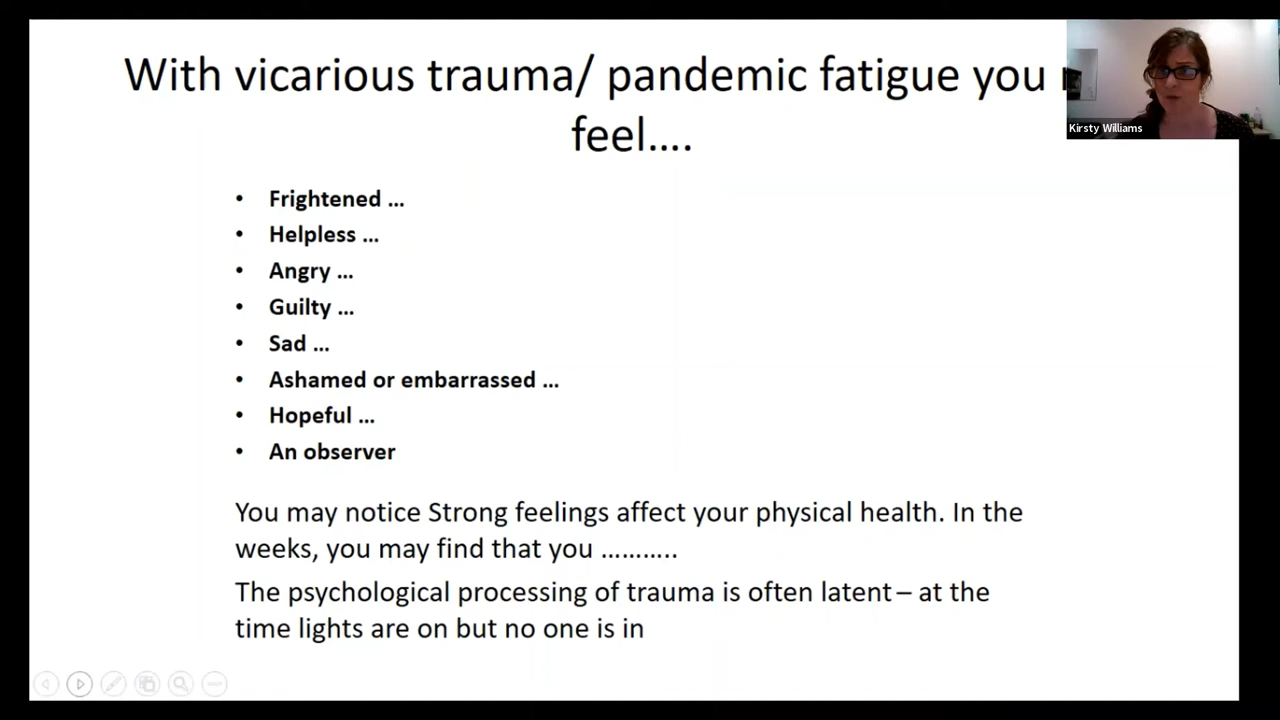 With vicarious trauma/ pandemic fatigue you
feel....
Kirsty Williams
• Frightened ...
• Helpless ...
• Angry ...
• Guilty ...
• Sad ...
• Ashamed or embarrassed ...
• Hopeful ...
• An observer
You may notice Strong feelings affect your physical health. In the
weeks, you may find that you ………..
The psychological processing of trauma is often latent – at the
time lights are on but no one is in